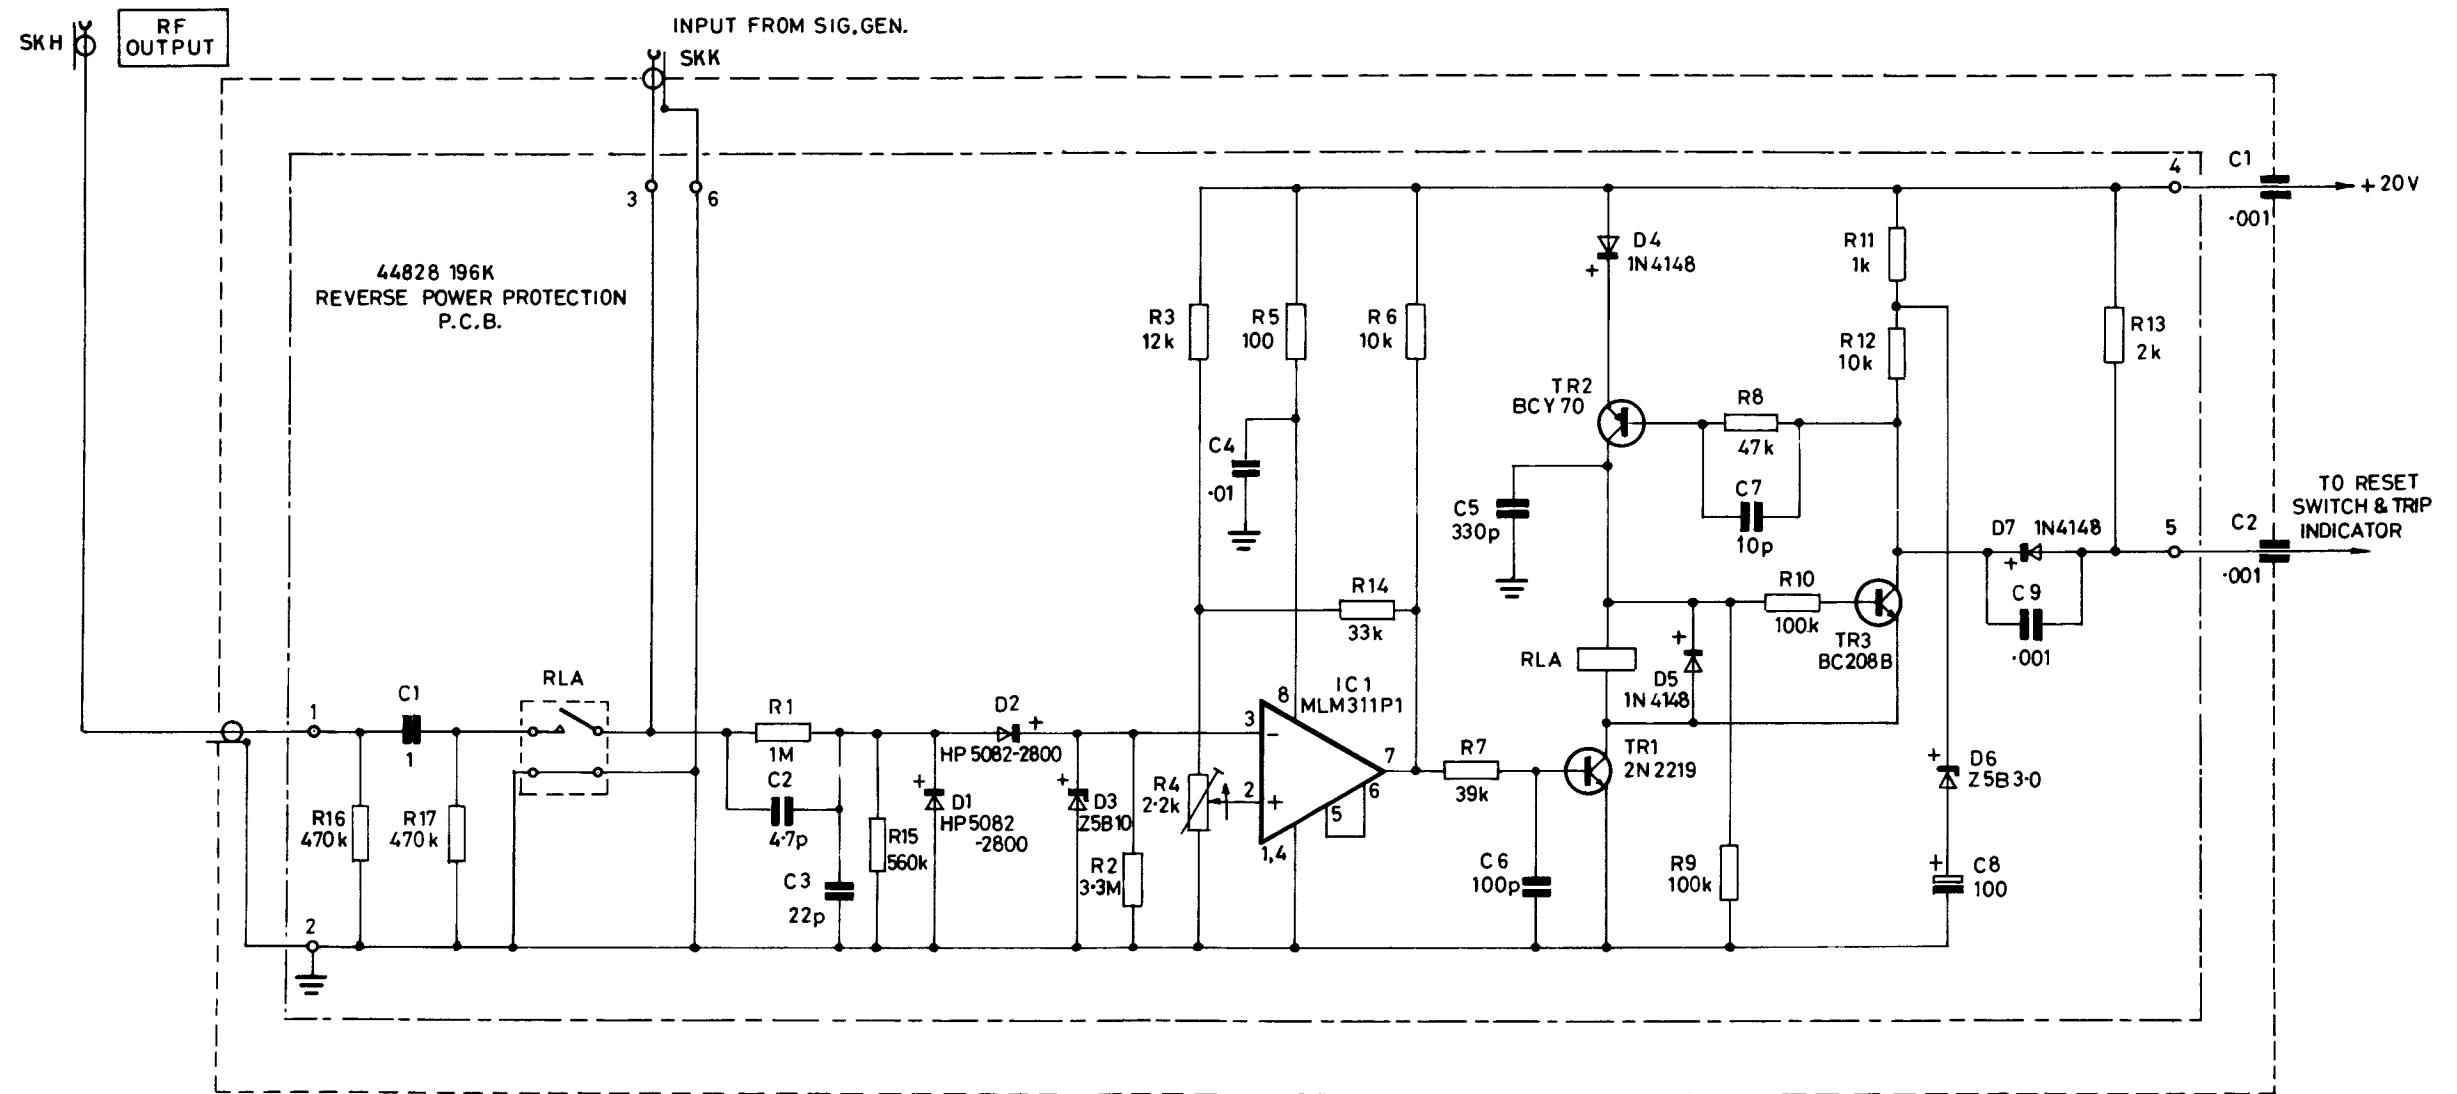 SKH
RF
OUTPUT
INPUT FROM SIG.GEN.
SKK
3
6
44828 196K
REVERSE POWER PROTECTION
P.C.B.
4
C1
·001
+20V
R3
12k
R5
100
R6
10k
D4
1N4148
+
R11
1k
R12
10k
R13
2k
TR2
BCY70
R8
47k
C7
10p
C4
·01
C5
330p
TO RESET
SWITCH & TRIP
INDICATOR
D7 1N4148
+
5
C2
·001
C9
·001
R14
33k
R10
100k
TR3
BC208B
RLA
+
D5
1N4148
1
C1
1
RLA
R1
1M
C2
4·7p
D2
+
HP5082-2800
+
D1
HP5082
-2800
+
D3
Z5B10
R4
2·2k
3
-
2
+
8
IC1
MLM311P1
7
6
5
1,4
R7
39k
TR1
2N2219
+
D6
Z5B3·0
R16
470k
R17
470k
R15
560k
R2
3·3M
C3
22p
C6
100p
R9
100k
+
C8
100
2